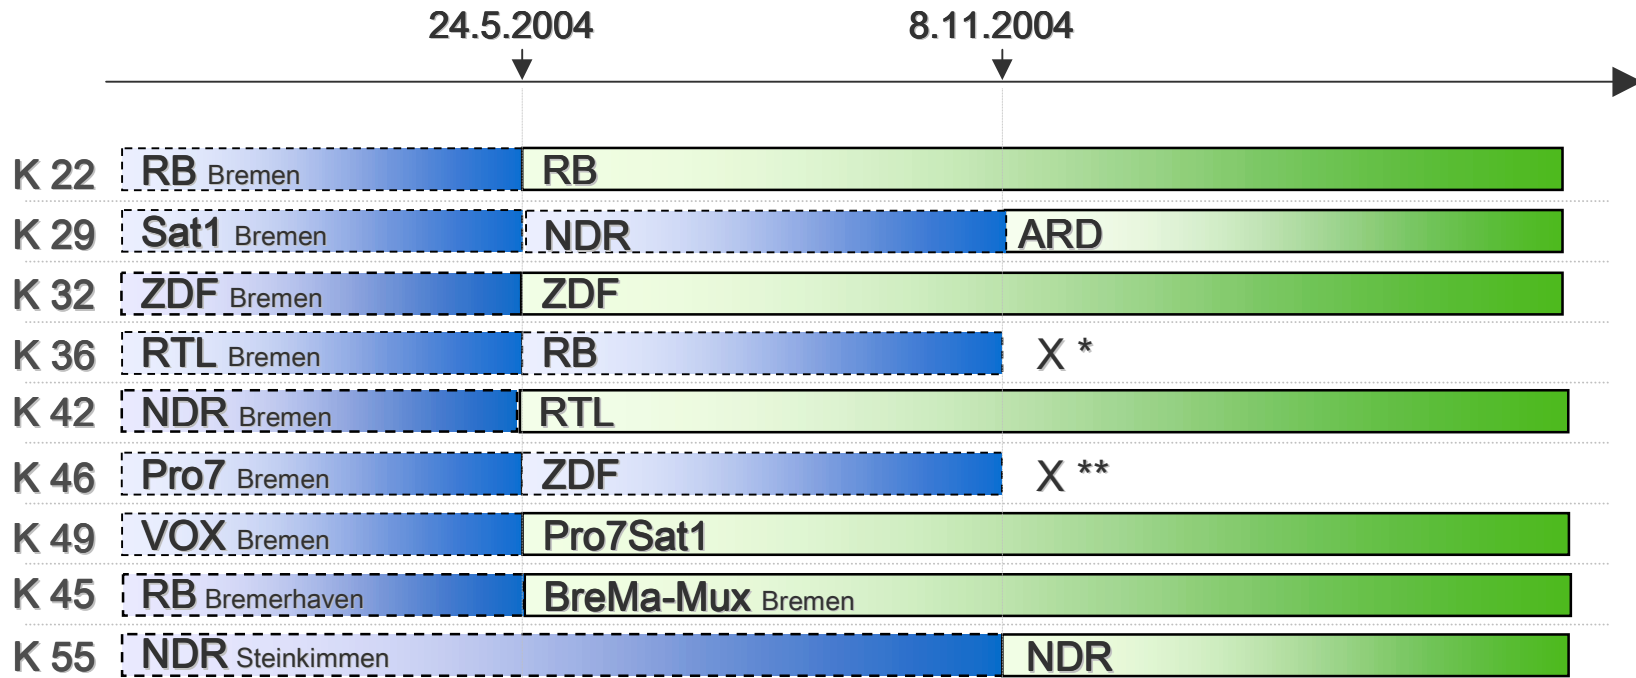 24.5.2004 8.11.2004
K 22 RB Bremen RB
K 29 Sat1 Bremen NDR ARD
K 32 ZDF Bremen ZDF
K 36 RTL Bremen RB X *
K 42 NDR Bremen RTL
K 46 Pro7 Bremen ZDF X **
K 49 VOX Bremen Pro7Sat1
K 45 RB Bremerhaven BreMa-Mux Bremen
K 55 NDR Steinkimmen NDR